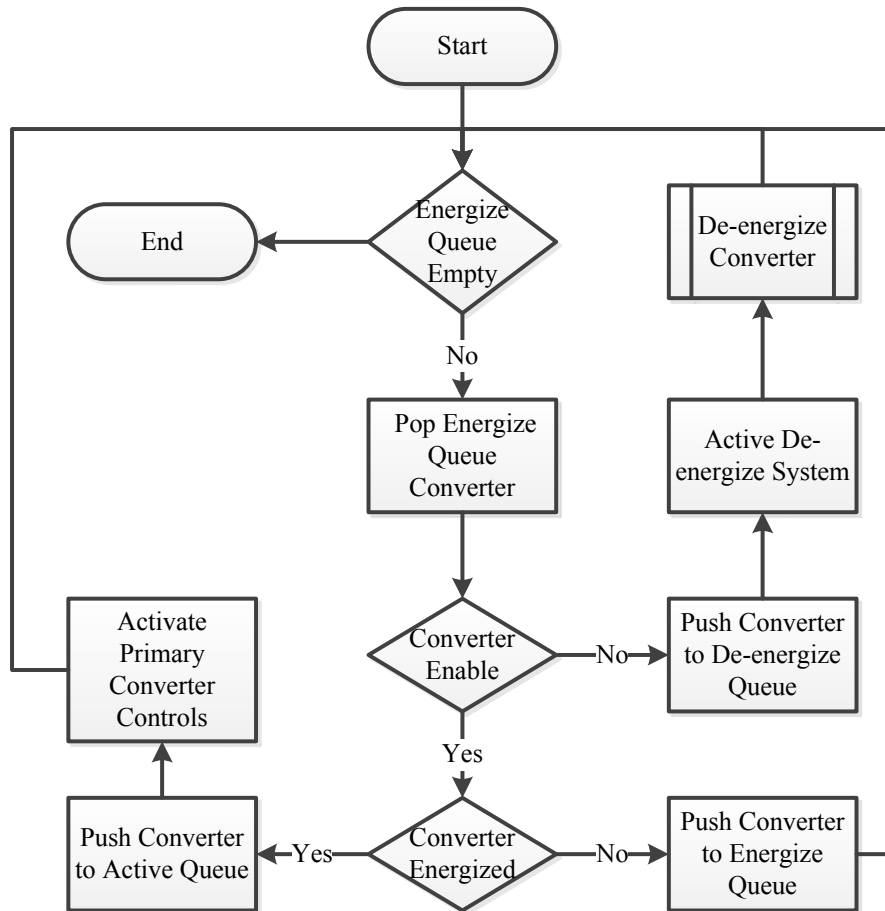 Start
Energize
Queue
Empty
End
De-energize
Converter
No
Pop Energize
Queue
Converter
Active De-
energize System
Converter
Enable
No
Push Converter
to De-energize
Queue
Activate
Primary
Converter
Controls
Yes
Converter
Energized
Yes
Push Converter
to Active Queue
No
Push Converter
to Energize
Queue